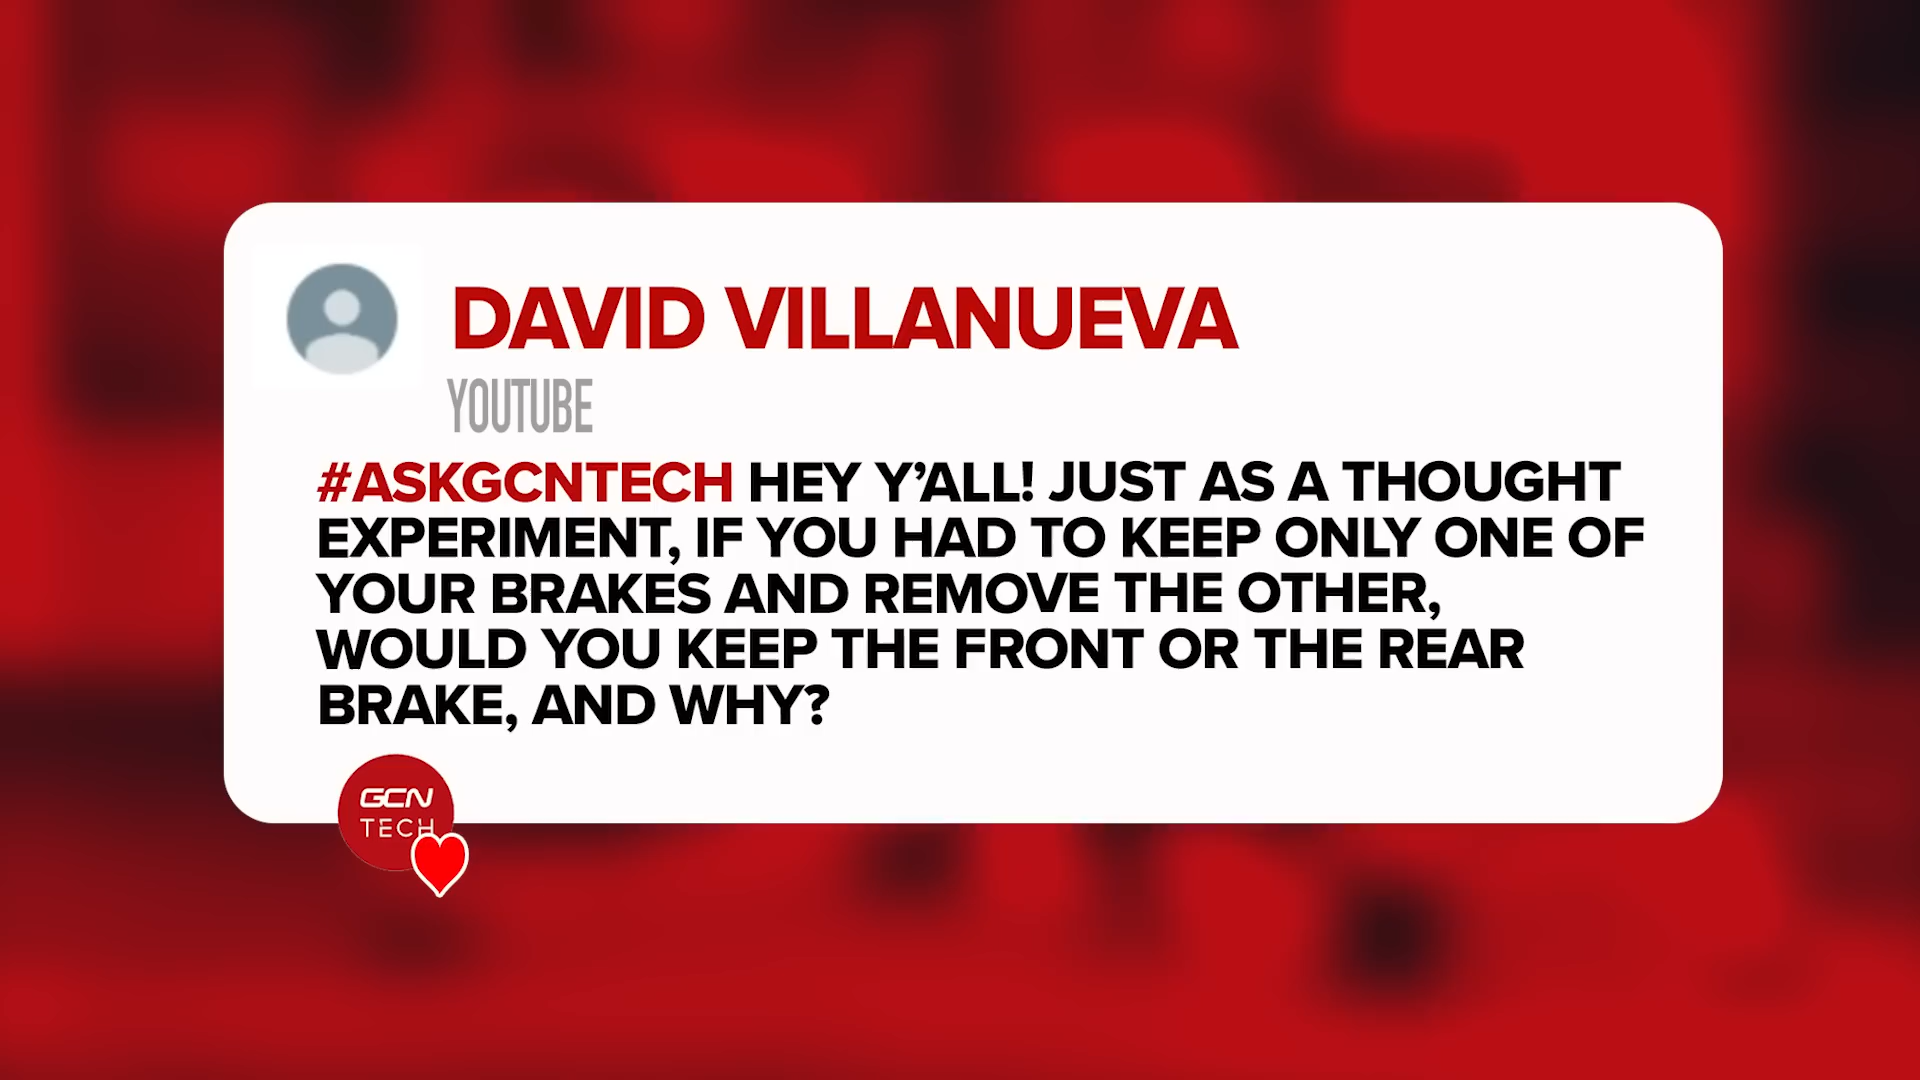 DAVID VILLANUEVA
YOUTUBE
#ASKGCNTECH HEY Y'ALL! JUST AS A THOUGHT
EXPERIMENT, IF YOU HAD TO KEEP ONLY ONE OF
YOUR BRAKES AND REMOVE THE OTHER,
WOULD YOU KEEP THE FRONT OR THE REAR
BRAKE, AND WHY?
GCN
TECH